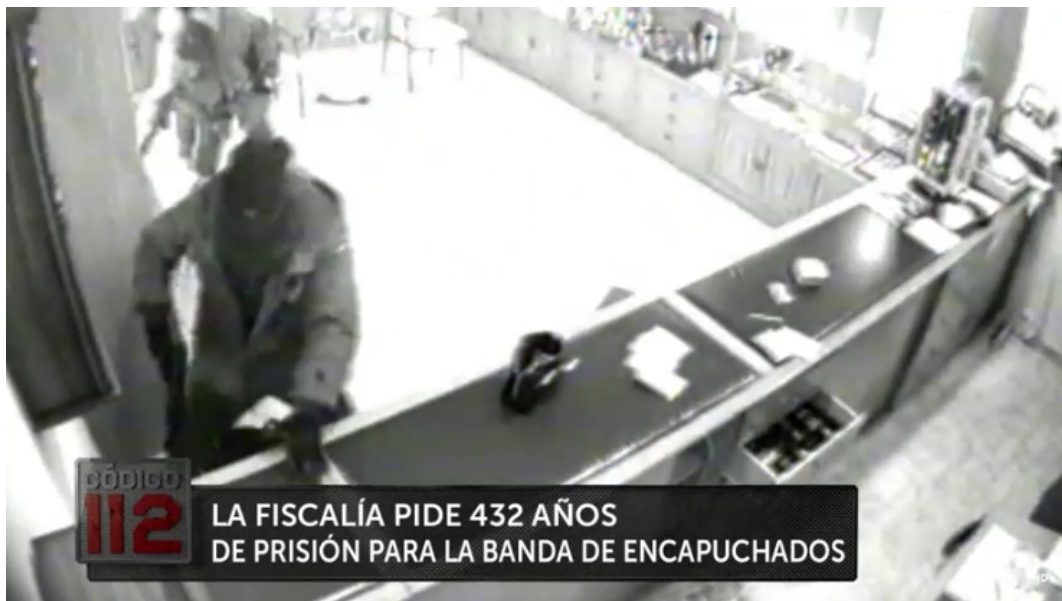 CÓDIGO
112
LA FISCALÍA PIDE 432 AÑOS
DE PRISIÓN PARA LA BANDA DE ENCAPUCHADOS